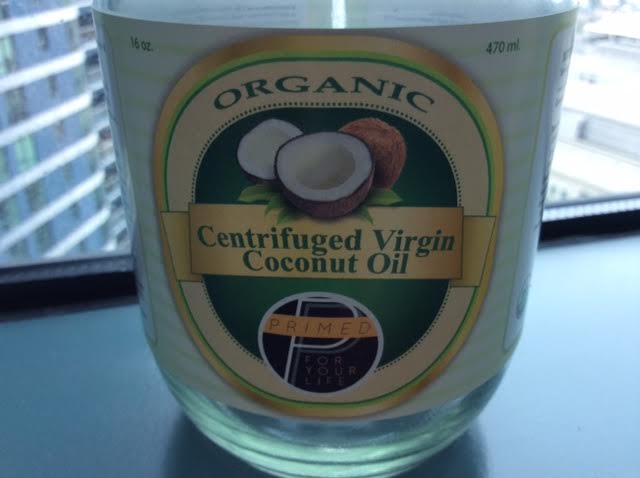 16 oz.
470 ml.
ORGANIC
Centrifuged Virgin
Coconut Oil
PRIMED
FOR
YOUR
LIFE